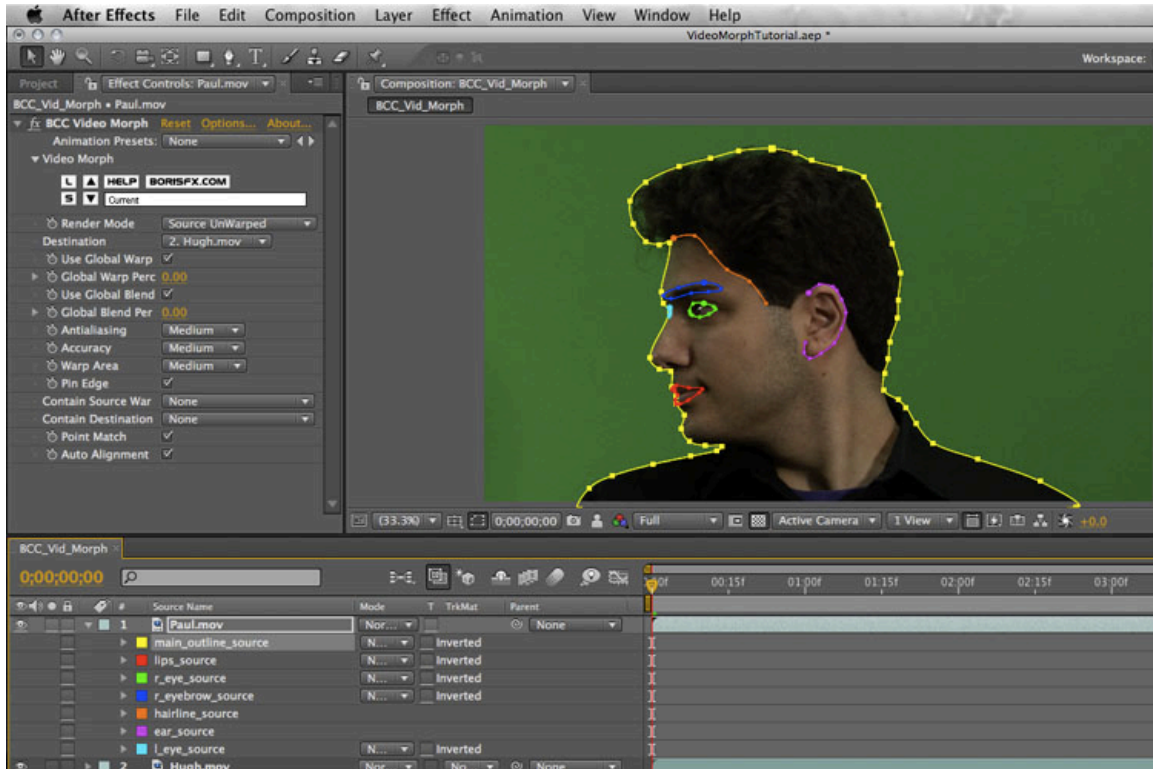 After Effects File Edit Composition Layer Effect Animation View Window Help
VideoMorphTutorial.aep *
Workspace:
Project Effect Controls: Paul.mov
Composition: BCC_Vid_Morph
BCC_Vid_Morph • Paul.mov
BCC_Vid_Morph
fx BCC Video Morph Reset Options... About...
Animation Presets: None
Video Morph
L HELP BORISFX.COM
S Current
Render Mode Source UnWarped
Destination 2. Hugh.mov
Use Global Warp
Global Warp Perc 0.00
Use Global Blend
Global Blend Per 0.00
Antialiasing Medium
Accuracy Medium
Warp Area Medium
Pin Edge
Contain Source War None
Contain Destination None
Point Match
Auto Alignment
(33.3%) 0;00;00;00 Full Active Camera 1 View +0.0
BCC_Vid_Morph
0;00;00;00
00:15f 01:00f 01:15f 02:00f 02:15f 03:00f
# Source Name Mode T TrkMat Parent
1 Paul.mov Nor... None
main_outline_source N... Inverted
lips_source N... Inverted
r_eye_source N... Inverted
r_eyebrow_source N... Inverted
hairline_source
ear_source
l_eye_source N... Inverted
2 Hugh.mov Nor No None